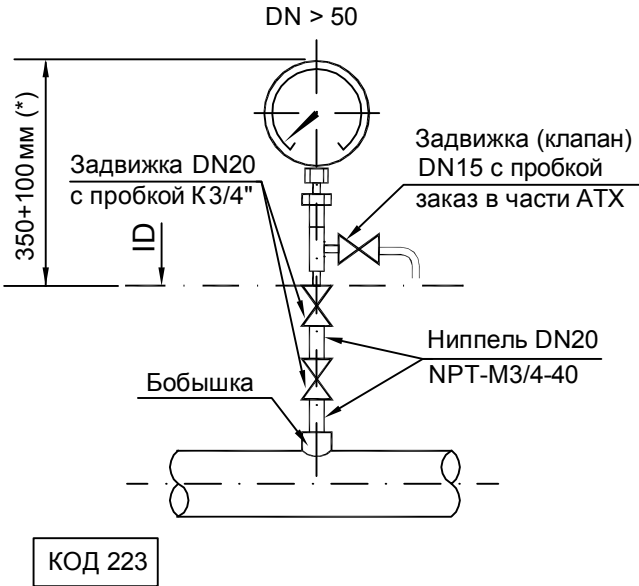 DN > 50
350+100 мм (*)
Задвижка DN20
с пробкой К3/4"
ID
Задвижка (клапан)
DN15 с пробкой
заказ в части АТХ
Ниппель DN20
NPT-М3/4-40
Бобышка
КОД 223